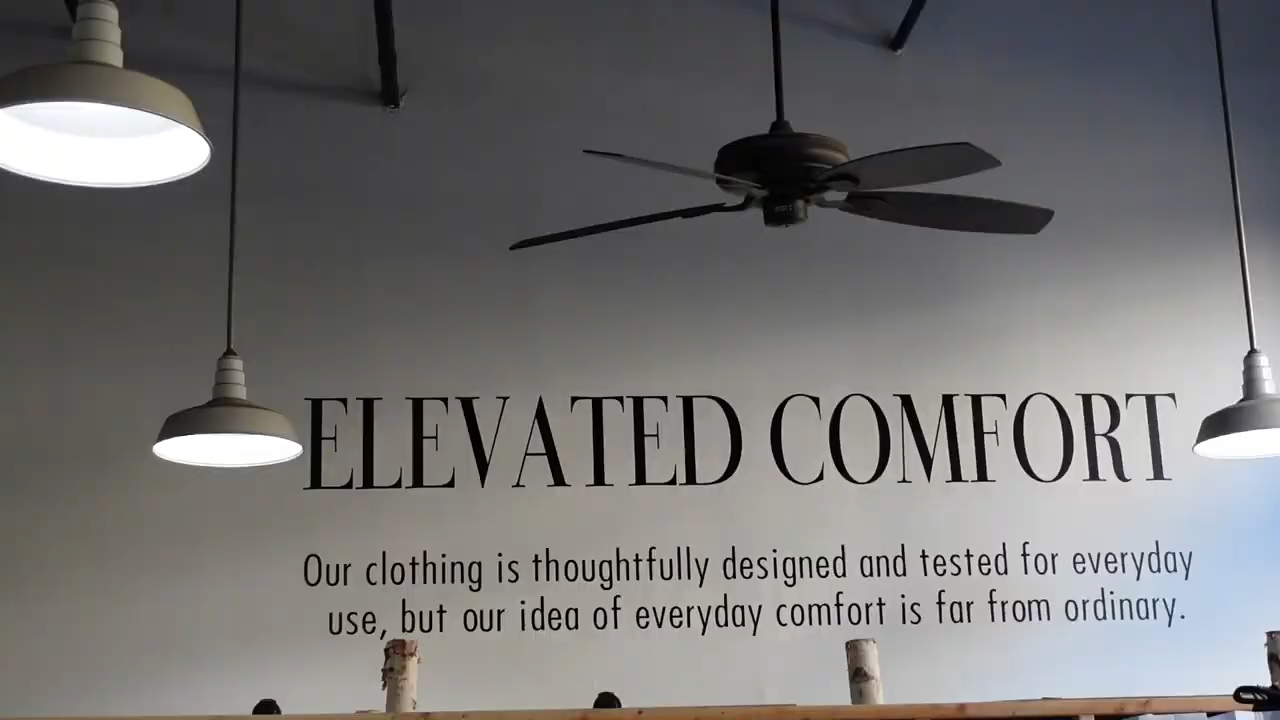 ELEVATED COMFORT
Our clothing is thoughtfully designed and tested for everyday
use, but our idea of everyday comfort is far from ordinary.